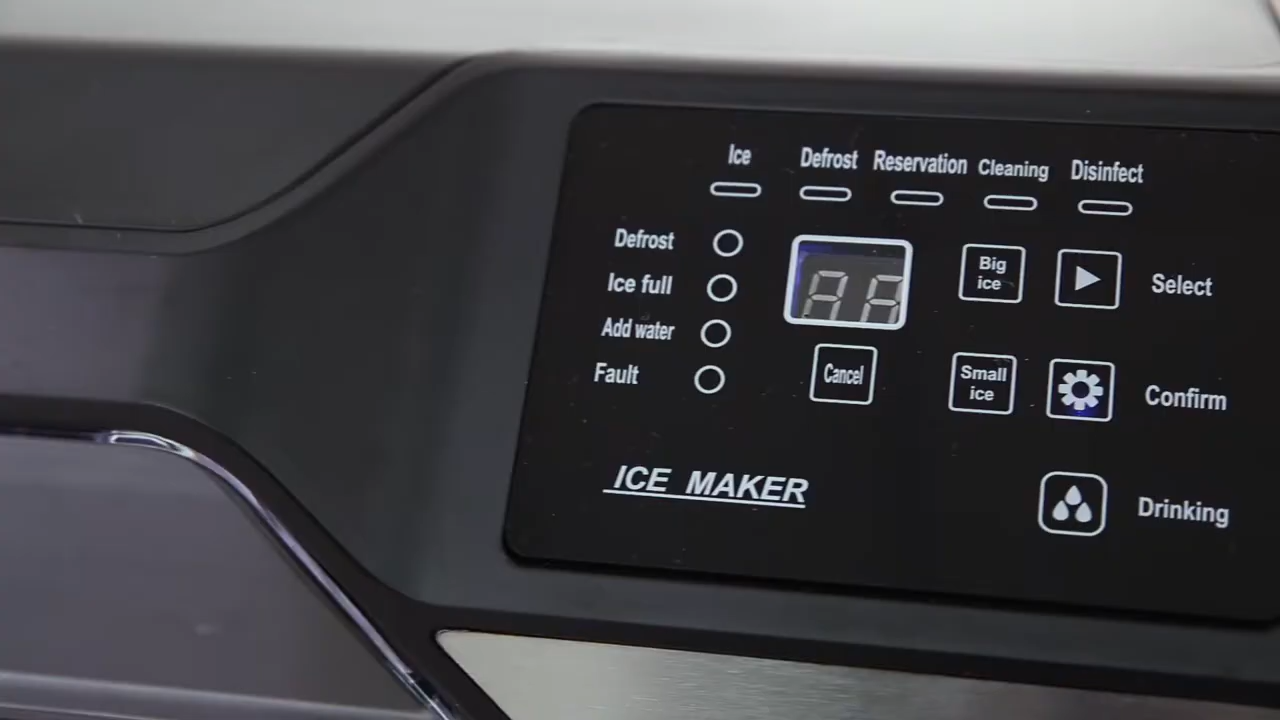 Ice Defrost Reservation Cleaning Disinfect
Defrost
Ice full
Add water
Fault
Big
ice
Select
Cancel
Small
ice
Confirm
ICE MAKER
Drinking